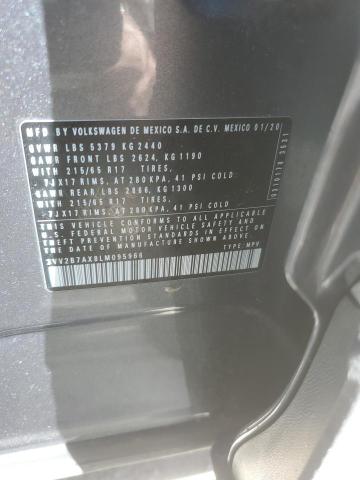 MFD BY VOLKSWAGEN DE MEXICO S.A. DE C.V. MEXICO 01/20
GVWR LBS 5379 KG 2440
GAWR FRONT LBS 2624, KG 1190
215/65 R17 TIRES,
7JX17 RIMS, AT 280 KPA, 41 PSI COLD
GAWR REAR LBS 2866, KG 1300
215/65 R17 TIRES,
7JX17 RIMS, AT 280 KPA, 41 PSI COLD
THIS VEHICLE CONFORMS TO ALL APPLICABLE
U.S. FEDERAL MOTOR VEHICLE SAFETY AND
THEFT PREVENTION STANDARDS IN EFFECT ON
THE DATE OF MANUFACTURE SHOWN ABOVE
3VV2B7AX8LM095966 TYPE: MPV